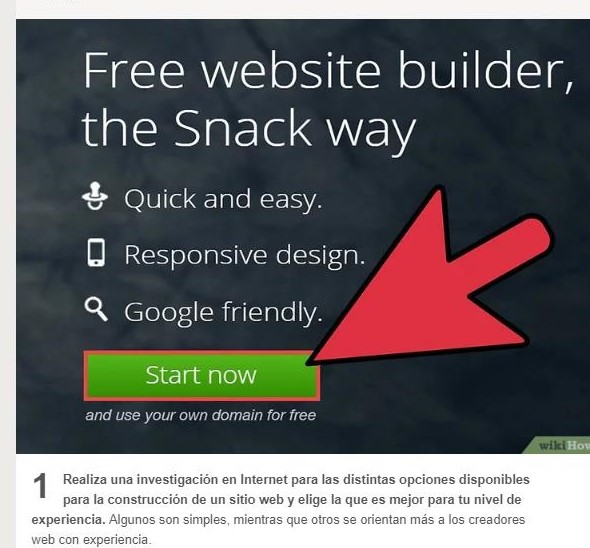 Free website builder,
the Snack way
Quick and easy.
Responsive design.
Google friendly.
Start now
and use your own domain for free
1 Realiza una investigación en Internet para las distintas opciones disponibles
para la construcción de un sitio web y elige la que es mejor para tu nivel de
experiencia. Algunos son simples, mientras que otros se orientan más a los creadores
web con experiencia.